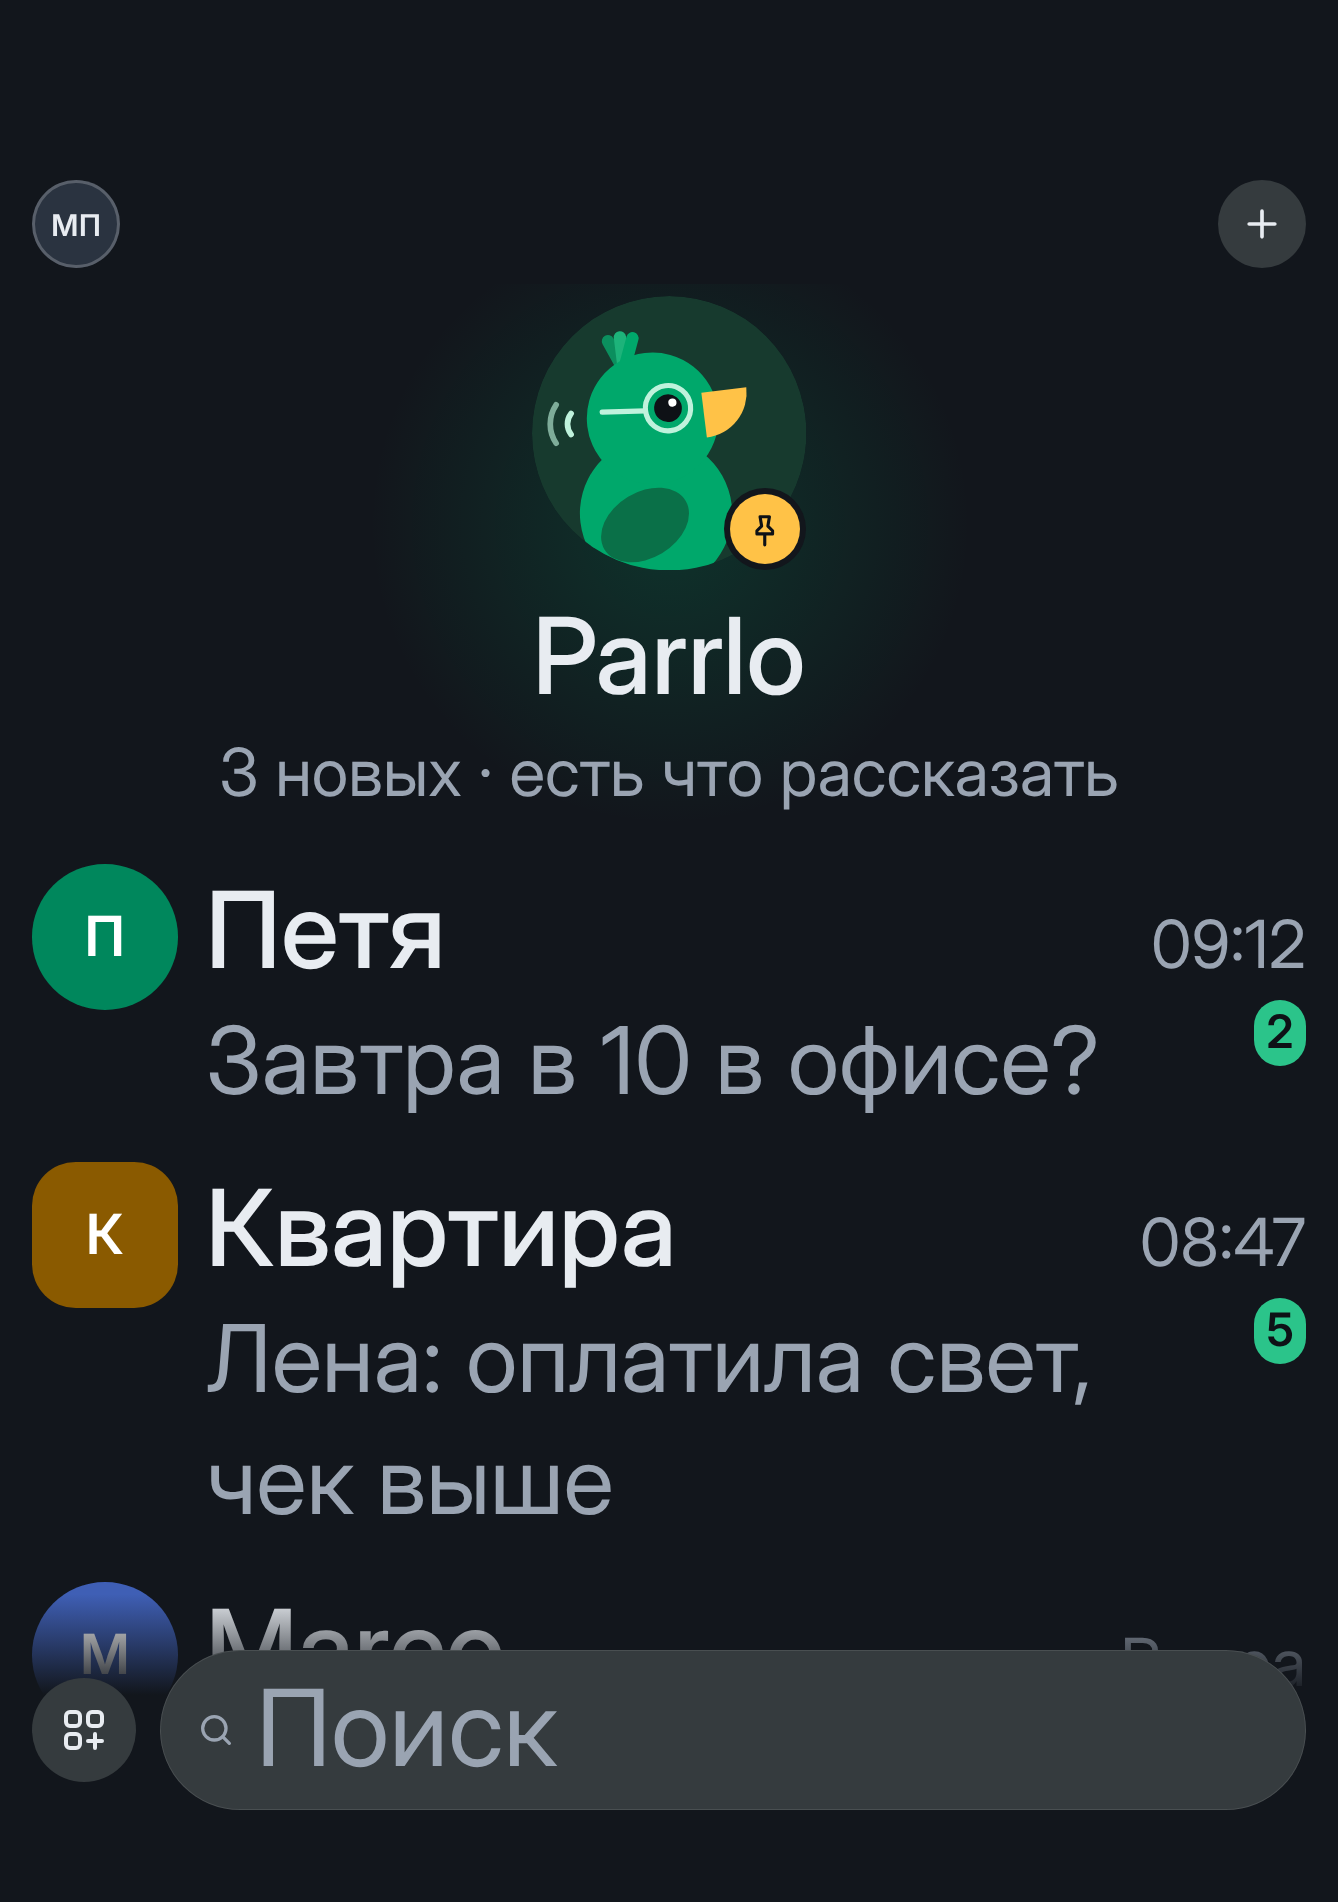 МП
Parrlo
3 новых · есть что рассказать
П
Петя
09:12
Завтра в 10 в офисе?
2
К
Квартира
08:47
Лена: оплатила свет,
5
чек выше
М
Поиск